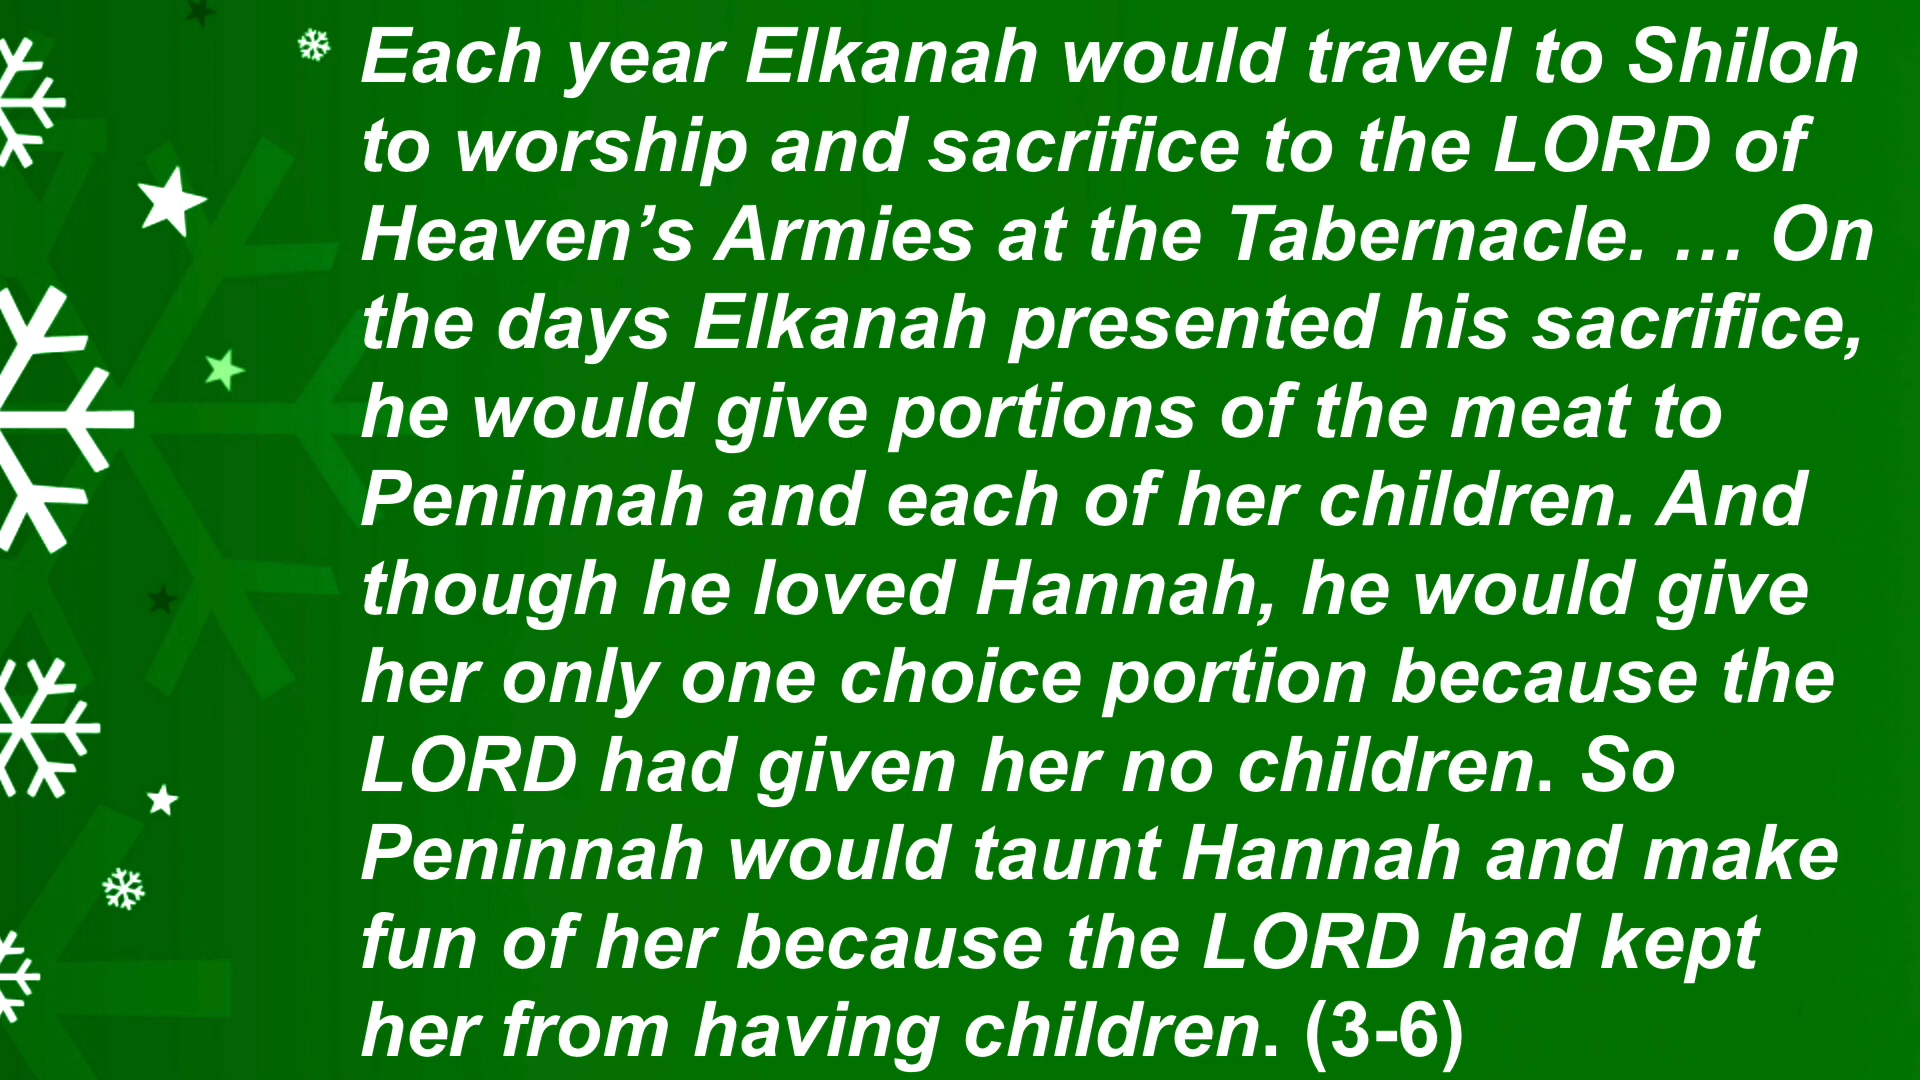 Each year Elkanah would travel to Shiloh
to worship and sacrifice to the LORD of
Heaven’s Armies at the Tabernacle. … On
the days Elkanah presented his sacrifice,
he would give portions of the meat to
Peninnah and each of her children. And
though he loved Hannah, he would give
her only one choice portion because the
LORD had given her no children. So
Peninnah would taunt Hannah and make
fun of her because the LORD had kept
her from having children. (3-6)